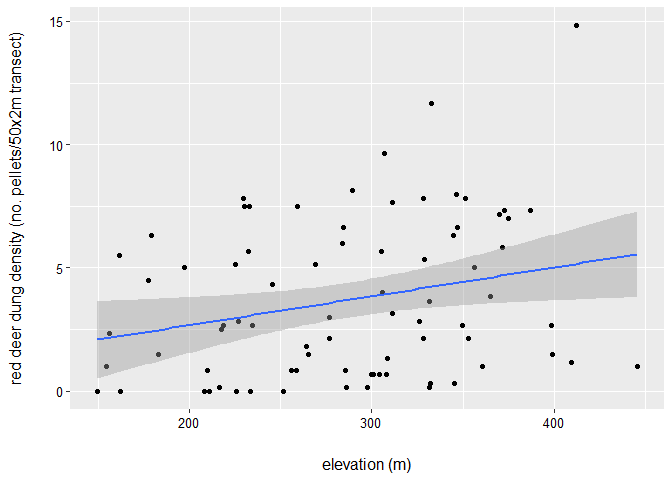 15
10
5
0
red deer dung density (no. pellets/50x2m transect)
200 300 400
elevation (m)